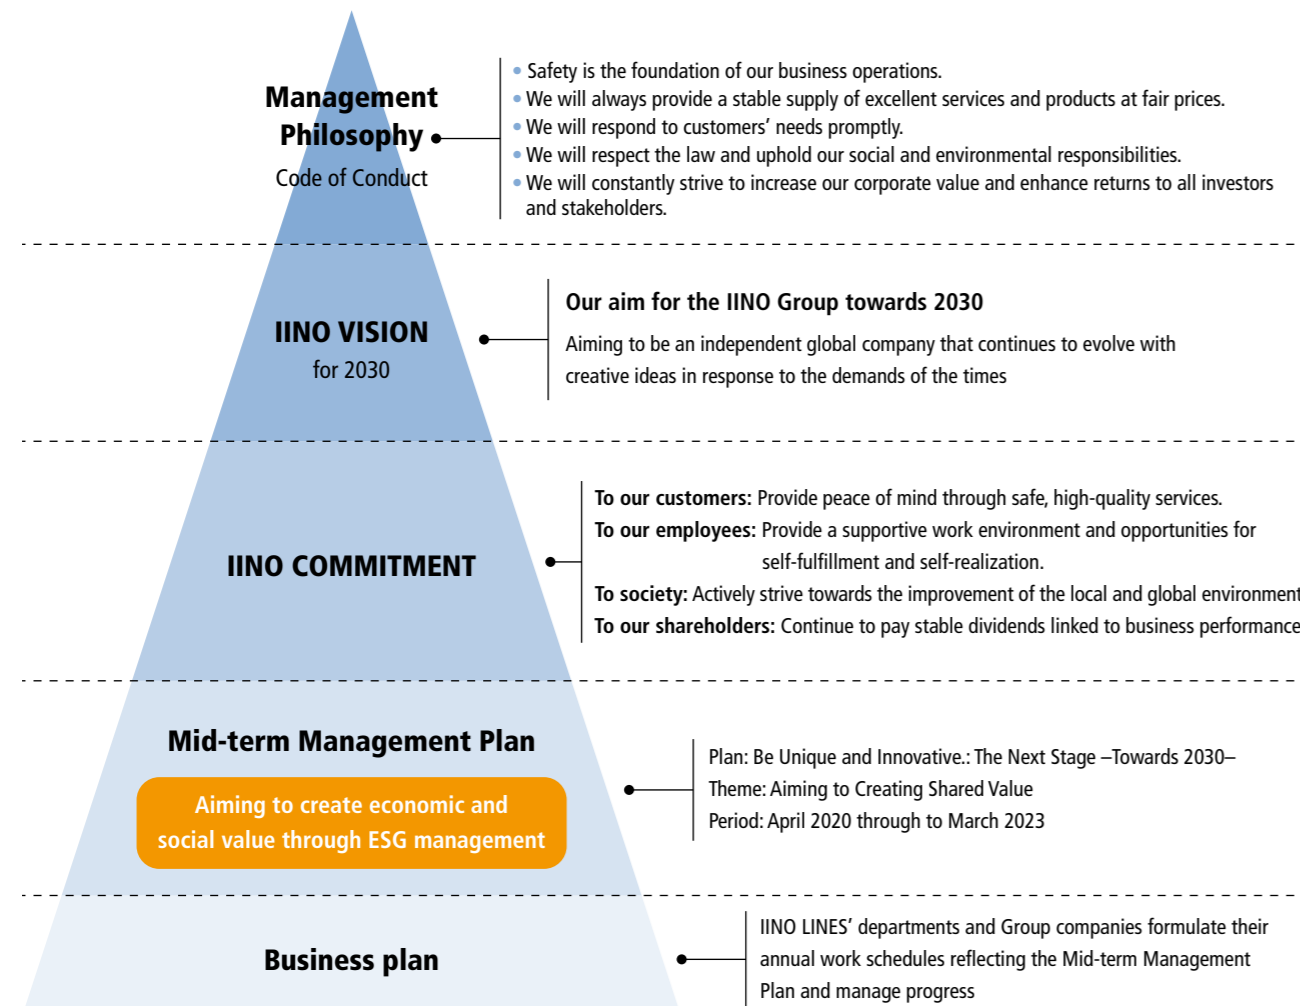 Management
Philosophy
Code of Conduct
• Safety is the foundation of our business operations.
• We will always provide a stable supply of excellent services and products at fair prices.
• We will respond to customers’ needs promptly.
• We will respect the law and uphold our social and environmental responsibilities.
• We will constantly strive to increase our corporate value and enhance returns to all investors
and stakeholders.
IINO VISION
for 2030
Our aim for the IINO Group towards 2030
Aiming to be an independent global company that continues to evolve with
creative ideas in response to the demands of the times
IINO COMMITMENT
To our customers: Provide peace of mind through safe, high-quality services.
To our employees: Provide a supportive work environment and opportunities for
self-fulfillment and self-realization.
To society: Actively strive towards the improvement of the local and global environment
To our shareholders: Continue to pay stable dividends linked to business performance
Mid-term Management Plan
Aiming to create economic and
social value through ESG management
Plan: Be Unique and Innovative.: The Next Stage –Towards 2030–
Theme: Aiming to Creating Shared Value
Period: April 2020 through to March 2023
Business plan
IINO LINES’ departments and Group companies formulate their
annual work schedules reflecting the Mid-term Management
Plan and manage progress